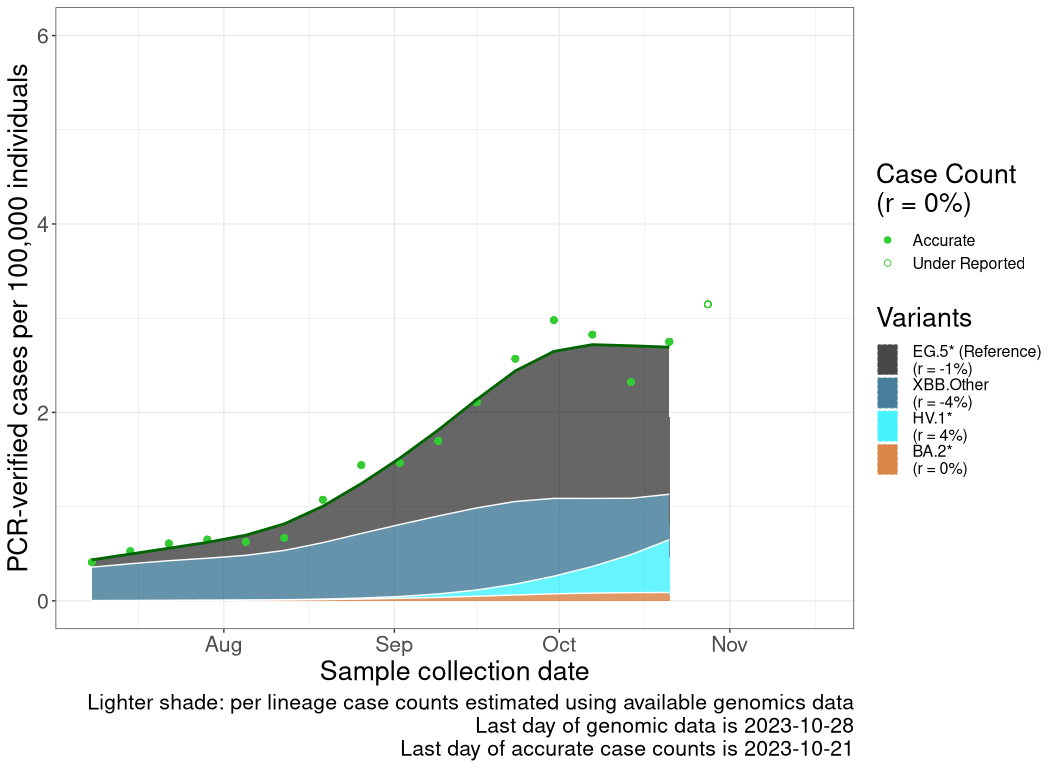 PCR-verified cases per 100,000 individuals
6
4
2
0
Aug Sep Oct Nov
Sample collection date
Lighter shade: per lineage case counts estimated using available genomics data
Last day of genomic data is 2023-10-28
Last day of accurate case counts is 2023-10-21
Case Count
(r = 0%)
Accurate
Under Reported
Variants
EG.5* (Reference)
(r = -1%)
XBB.Other
(r = -4%)
HV.1*
(r = 4%)
BA.2*
(r = 0%)